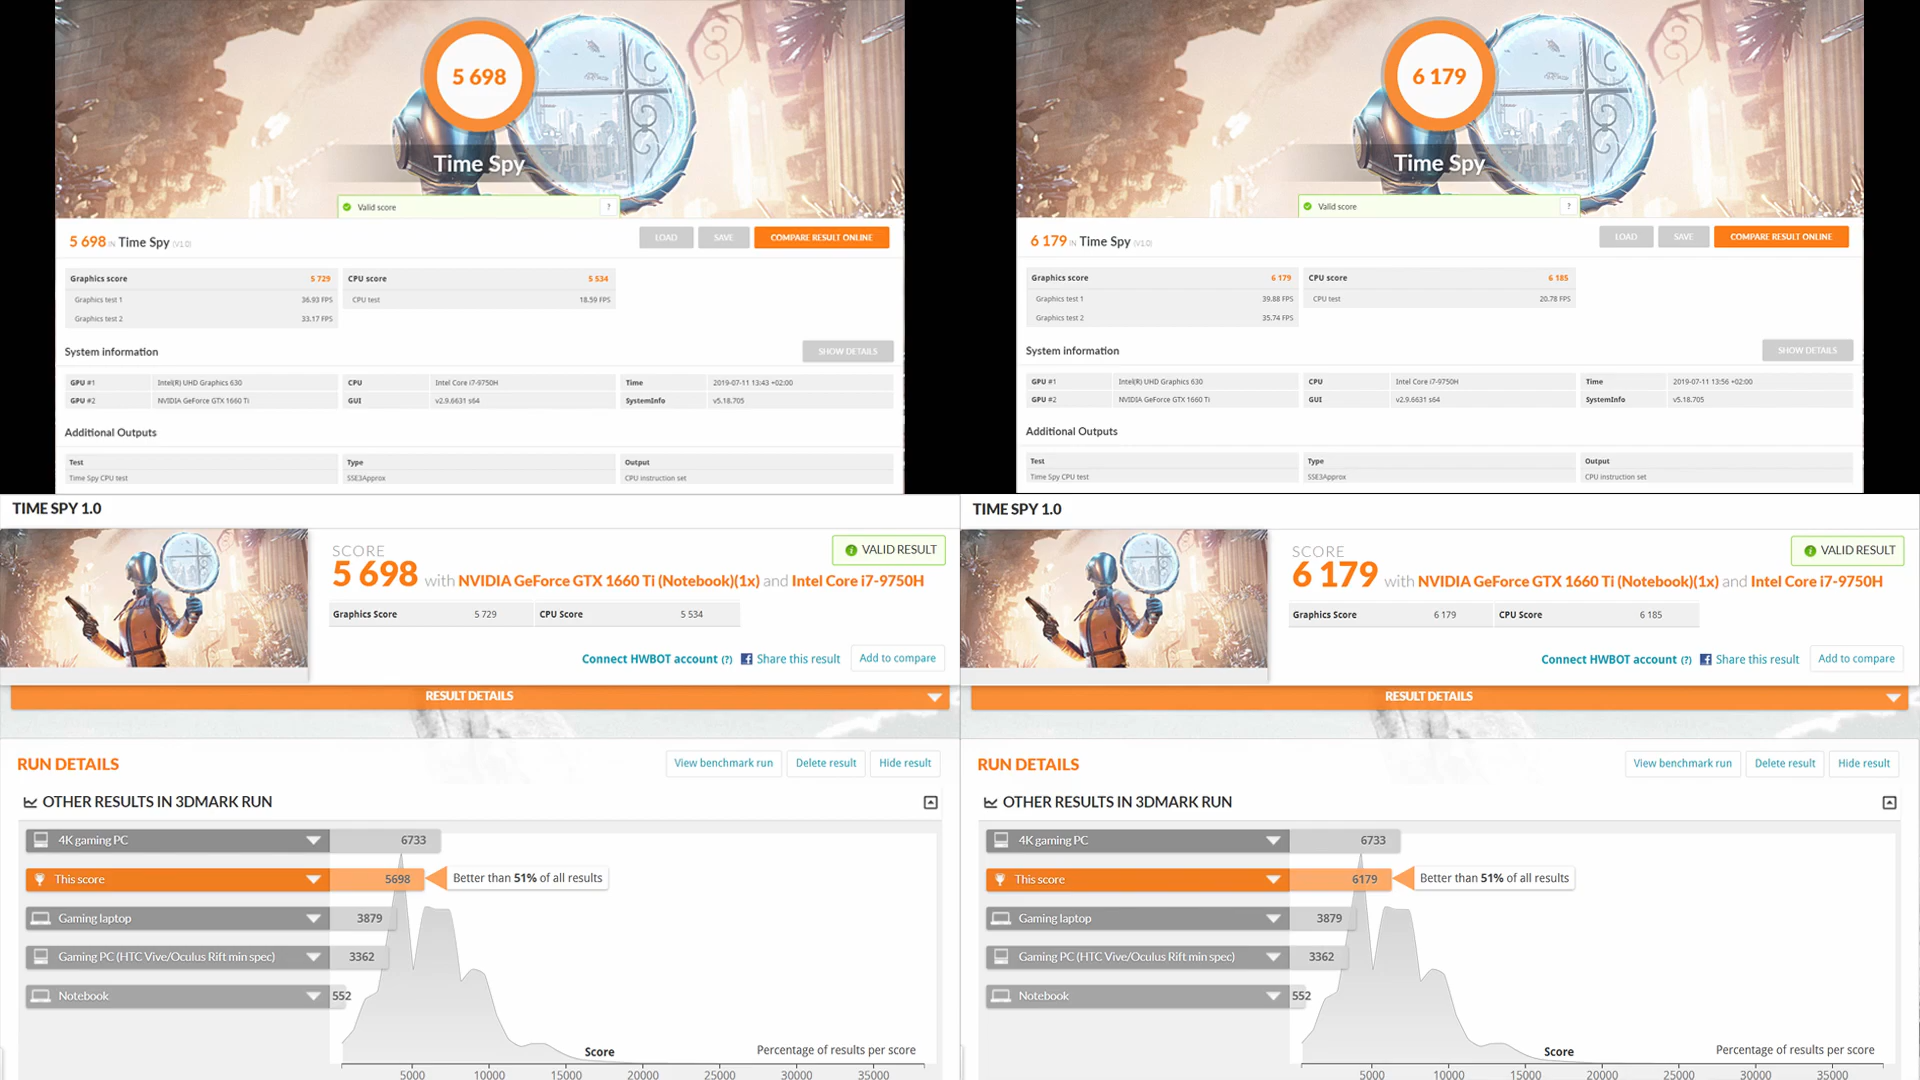 5 698
Time Spy
Valid score
?
5 698 IN Time Spy (V1.0)
LOAD
SAVE
COMPARE RESULT ONLINE
Graphics score 5 729
Graphics test 1 36.93 FPS
Graphics test 2 33.17 FPS
CPU score 5 534
CPU test 18.59 FPS
System information
SHOW DETAILS
GPU #1 Intel(R) UHD Graphics 630 CPU Intel Core i7-9750H Time 2019-07-11 13:43 +02:00
GPU #2 NVIDIA GeForce GTX 1660 Ti GUI v2.9.6631 s64 SystemInfo v5.18.705
Additional Outputs
Test Type Output
Time Spy CPU test SSE3Approx CPU instruction set
6 179
Time Spy
Valid score
?
6 179 IN Time Spy (V1.0)
LOAD
SAVE
COMPARE RESULT ONLINE
Graphics score 6 179
Graphics test 1 39.88 FPS
Graphics test 2 35.74 FPS
CPU score 6 185
CPU test 20.78 FPS
System information
SHOW DETAILS
GPU #1 Intel(R) UHD Graphics 630 CPU Intel Core i7-9750H Time 2019-07-11 13:56 +02:00
GPU #2 NVIDIA GeForce GTX 1660 Ti GUI v2.9.6631 s64 SystemInfo v5.18.705
Additional Outputs
Test Type Output
Time Spy CPU test SSE3Approx CPU instruction set
TIME SPY 1.0
SCORE
VALID RESULT
5 698 with NVIDIA GeForce GTX 1660 Ti (Notebook)(1x) and Intel Core i7-9750H
Graphics Score 5 729 CPU Score 5 534
Connect HWBOT account (?) Share this result Add to compare
RESULT DETAILS
RUN DETAILS
View benchmark run Delete result Hide result
OTHER RESULTS IN 3DMARK RUN
4K gaming PC 6733
This score 5698 Better than 51% of all results
Gaming laptop 3879
Gaming PC (HTC Vive/Oculus Rift min spec) 3362
Notebook 552
Score Percentage of results per score
5000 10000 15000 20000 25000 30000 35000
TIME SPY 1.0
SCORE
VALID RESULT
6 179 with NVIDIA GeForce GTX 1660 Ti (Notebook)(1x) and Intel Core i7-9750H
Graphics Score 6 179 CPU Score 6 185
Connect HWBOT account (?) Share this result Add to compare
RESULT DETAILS
RUN DETAILS
View benchmark run Delete result Hide result
OTHER RESULTS IN 3DMARK RUN
4K gaming PC 6733
This score 6179 Better than 51% of all results
Gaming laptop 3879
Gaming PC (HTC Vive/Oculus Rift min spec) 3362
Notebook 552
Score Percentage of results per score
5000 10000 15000 20000 25000 30000 35000